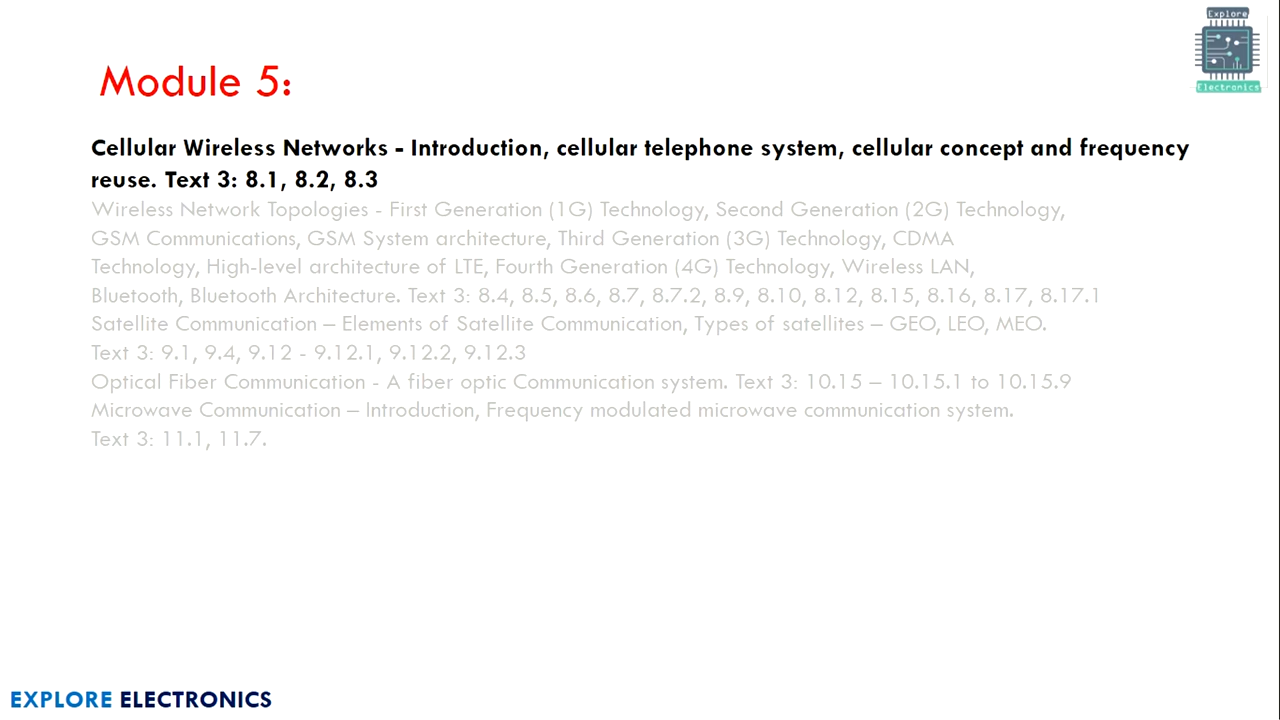 Explore
Electronics
Module 5:
Cellular Wireless Networks - Introduction, cellular telephone system, cellular concept and frequency
reuse. Text 3: 8.1, 8.2, 8.3
Wireless Network Topologies - First Generation (1G) Technology, Second Generation (2G) Technology,
GSM Communications, GSM System architecture, Third Generation (3G) Technology, CDMA
Technology, High-level architecture of LTE, Fourth Generation (4G) Technology, Wireless LAN,
Bluetooth, Bluetooth Architecture. Text 3: 8.4, 8.5, 8.6, 8.7, 8.7.2, 8.9, 8.10, 8.12, 8.15, 8.16, 8.17, 8.17.1
Satellite Communication – Elements of Satellite Communication, Types of satellites – GEO, LEO, MEO.
Text 3: 9.1, 9.4, 9.12 - 9.12.1, 9.12.2, 9.12.3
Optical Fiber Communication - A fiber optic Communication system. Text 3: 10.15 – 10.15.1 to 10.15.9
Microwave Communication – Introduction, Frequency modulated microwave communication system.
Text 3: 11.1, 11.7.
EXPLORE ELECTRONICS